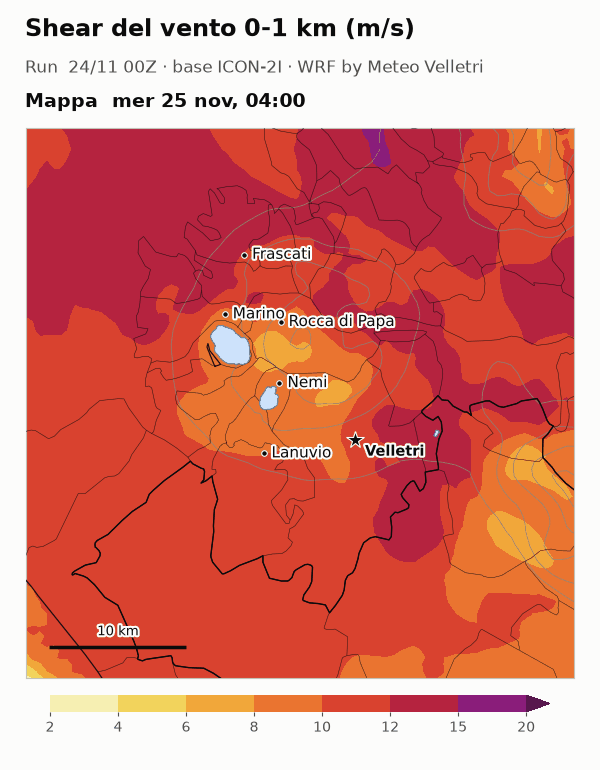 Shear del vento 0-1 km (m/s)
Run  24/11 00Z · base ICON-2I · WRF by Meteo Velletri
Mappa  mer 25 nov, 04:00
Frascati
Marino
Rocca di Papa
Nemi
Velletri
Lanuvio
10 km
2 4 6 8 10 12 15 20